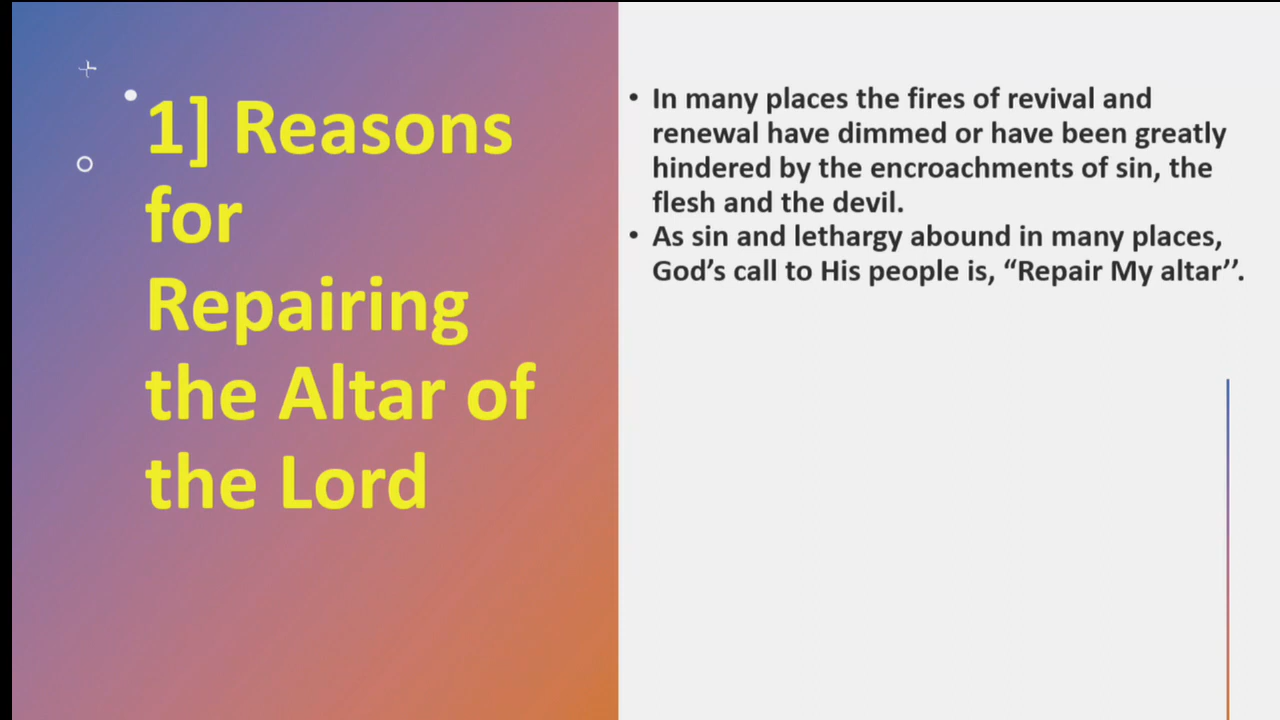 1] Reasons
for
Repairing
the Altar of
the Lord
• In many places the fires of revival and
renewal have dimmed or have been greatly
hindered by the encroachments of sin, the
flesh and the devil.
• As sin and lethargy abound in many places,
God’s call to His people is, “Repair My altar’’.